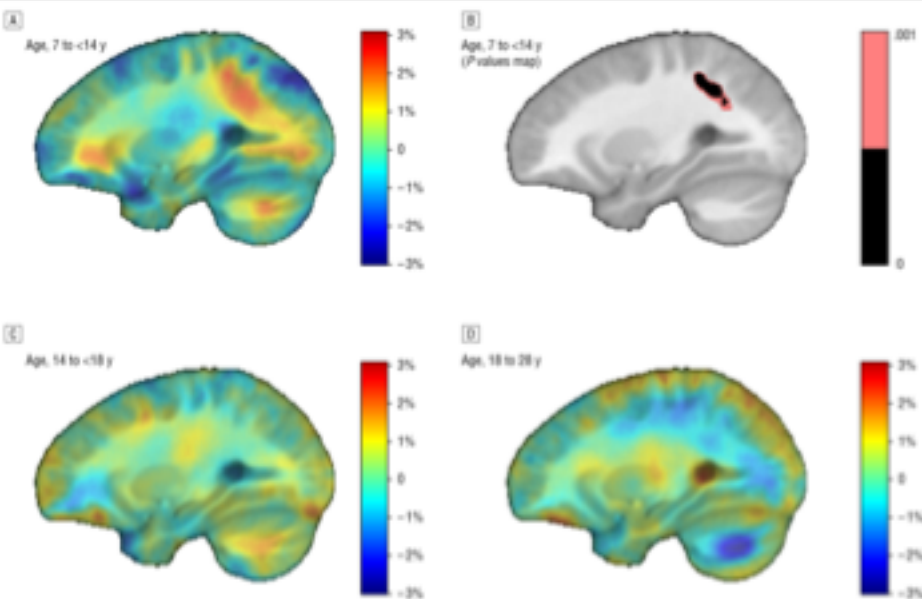 A
Age, 7 to <14 y
3%
2%
1%
0
−1%
−2%
−3%
B
Age, 7 to <14 y
(P values map)
.001
0
C
Age, 14 to <18 y
3%
2%
1%
0
−1%
−2%
−3%
D
Age, 18 to 28 y
3%
2%
1%
0
−1%
−2%
−3%